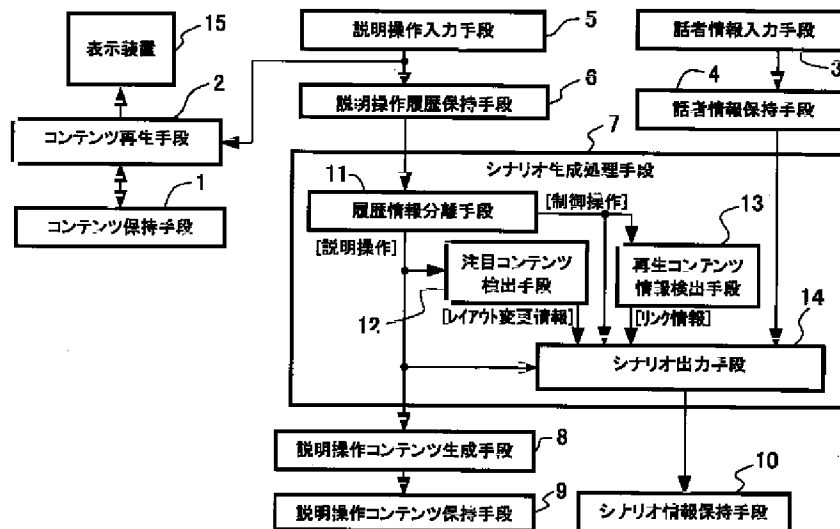 15
表示装置
2
コンテンツ再生手段
1
コンテンツ保持手段
説明操作入力手段
5
6
説明操作履歴保持手段
話者情報入力手段
3
4
話者情報保持手段
7
シナリオ生成処理手段
11
履歴情報分離手段
[制御操作]
[説明操作]
注目コンテンツ
検出手段
12
13
再生コンテンツ
情報検出手段
[レイアウト変更情報]
[リンク情報]
14
シナリオ出力手段
説明操作コンテンツ生成手段
8
説明操作コンテンツ保持手段
9
10
シナリオ情報保持手段